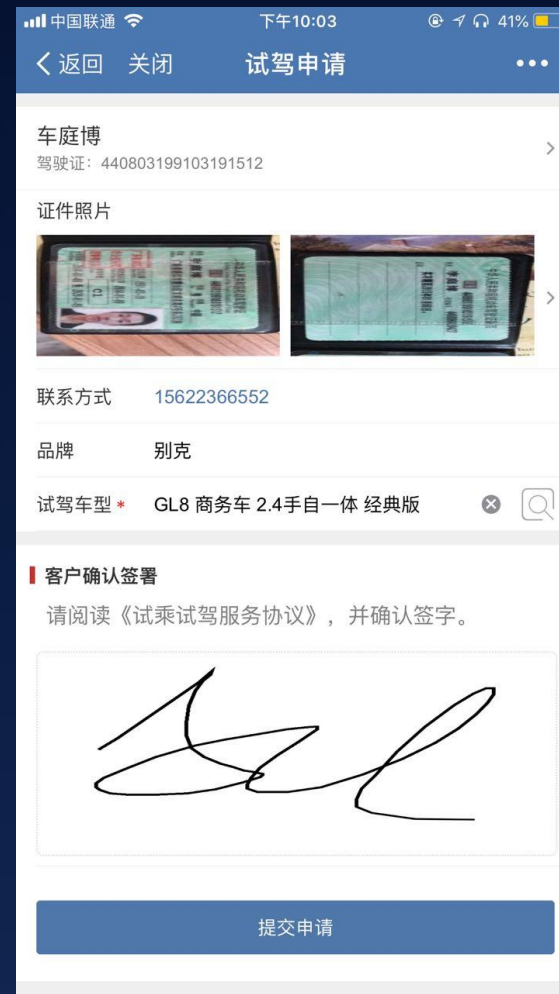 中国联通 下午10:03 41%
返回 关闭 试驾申请
车庭博
驾驶证：440803199103191512
证件照片
C1
联系方式 15622366552
品牌 别克
试驾车型* GL8 商务车 2.4手自一体 经典版
客户确认签署
请阅读《试乘试驾服务协议》，并确认签字。
提交申请